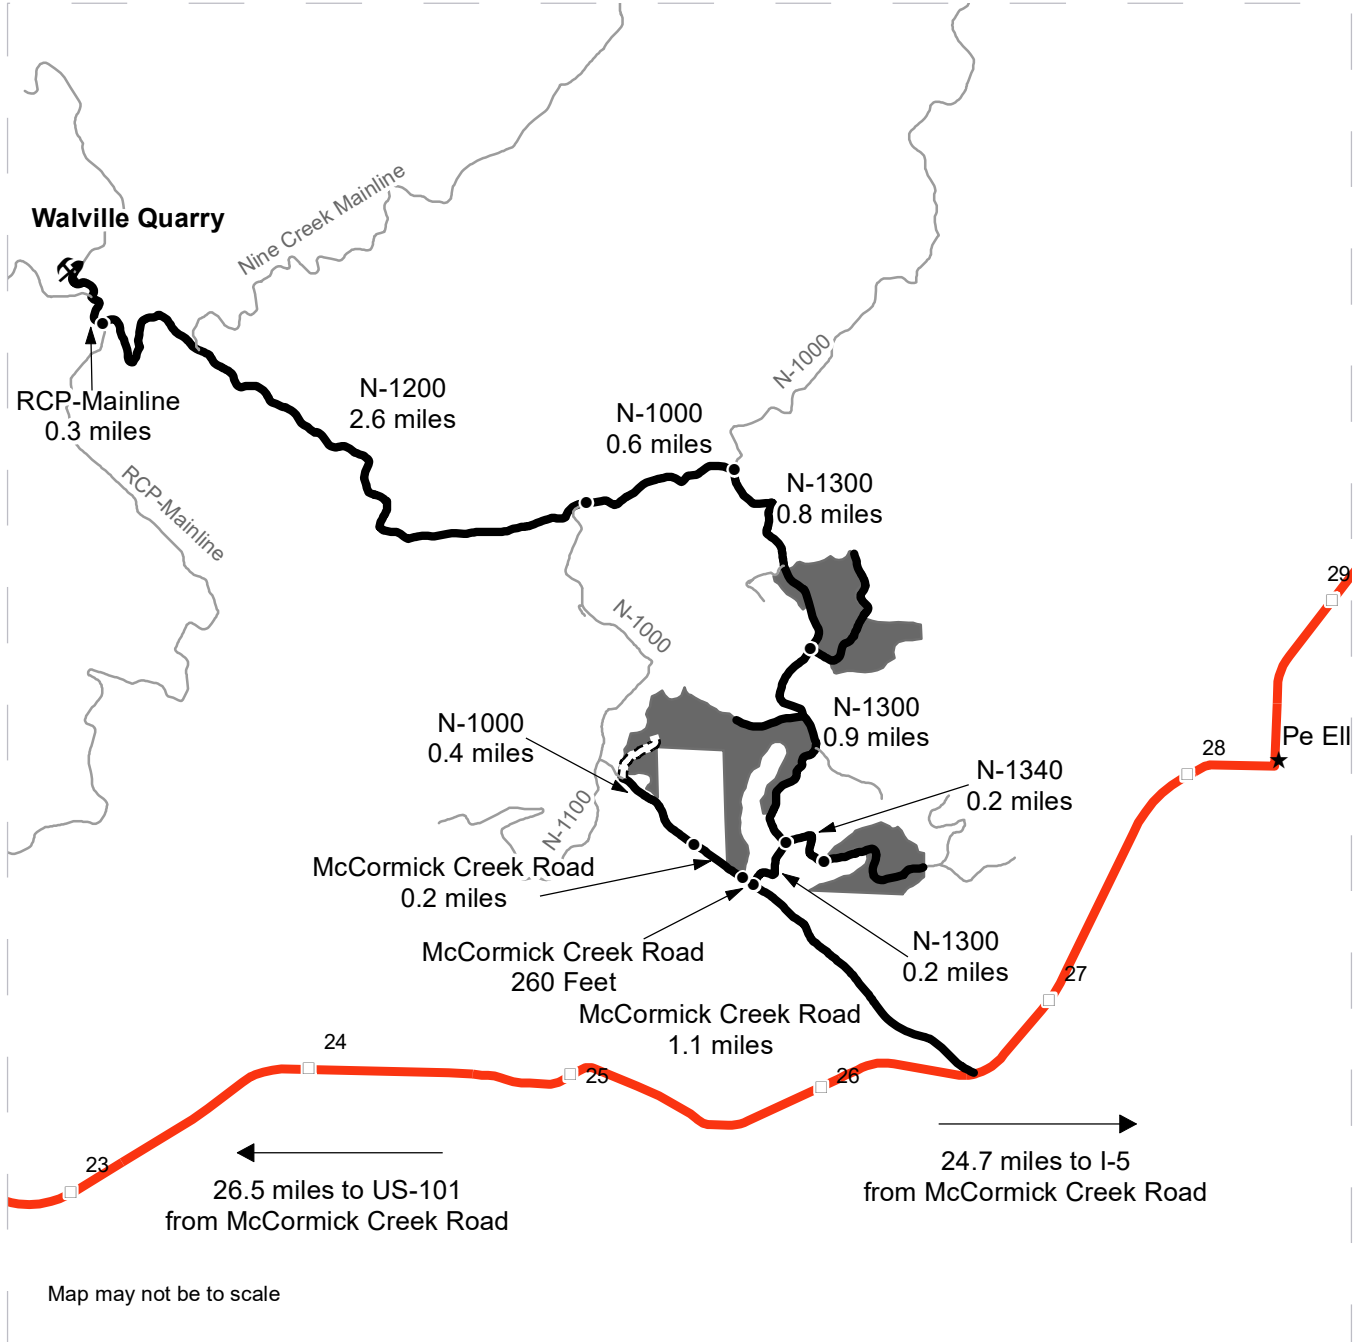 Walville Quarry
Nine Creek Mainline
N-1000
RCP-Mainline
0.3 miles
N-1200
2.6 miles
N-1000
0.6 miles
RCP-Mainline
N-1300
0.8 miles
29
N-1000
N-1000
0.4 miles
N-1300
0.9 miles
Pe Ell
28
N-1340
0.2 miles
N-1100
McCormick Creek Road
0.2 miles
McCormick Creek Road
260 Feet
N-1300
0.2 miles
27
McCormick Creek Road
1.1 miles
24
25
26
23
26.5 miles to US-101
from McCormick Creek Road
24.7 miles to I-5
from McCormick Creek Road
Map may not be to scale